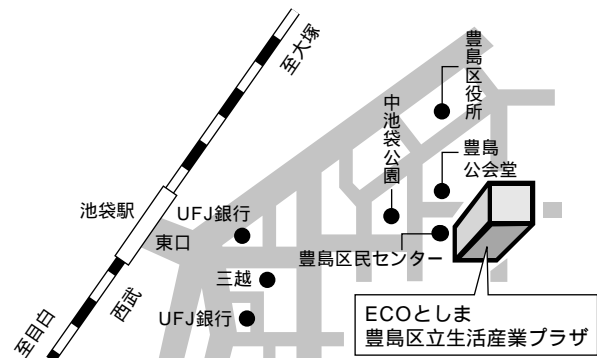 至大塚
豊島区役所
中池袋公園
豊島
公会堂
池袋駅
UFJ銀行
東口
豊島区民センター
三越
西武
UFJ銀行
至目白
ECOとしま
豊島区立生活産業プラザ